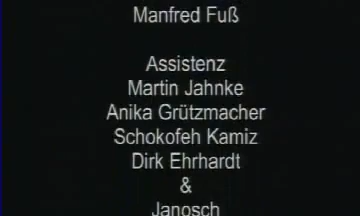 Manfred Fuß
Assistenz
Martin Jahnke
Anika Grützmacher
Schokofeh Kamiz
Dirk Ehrhardt
&
Janosch